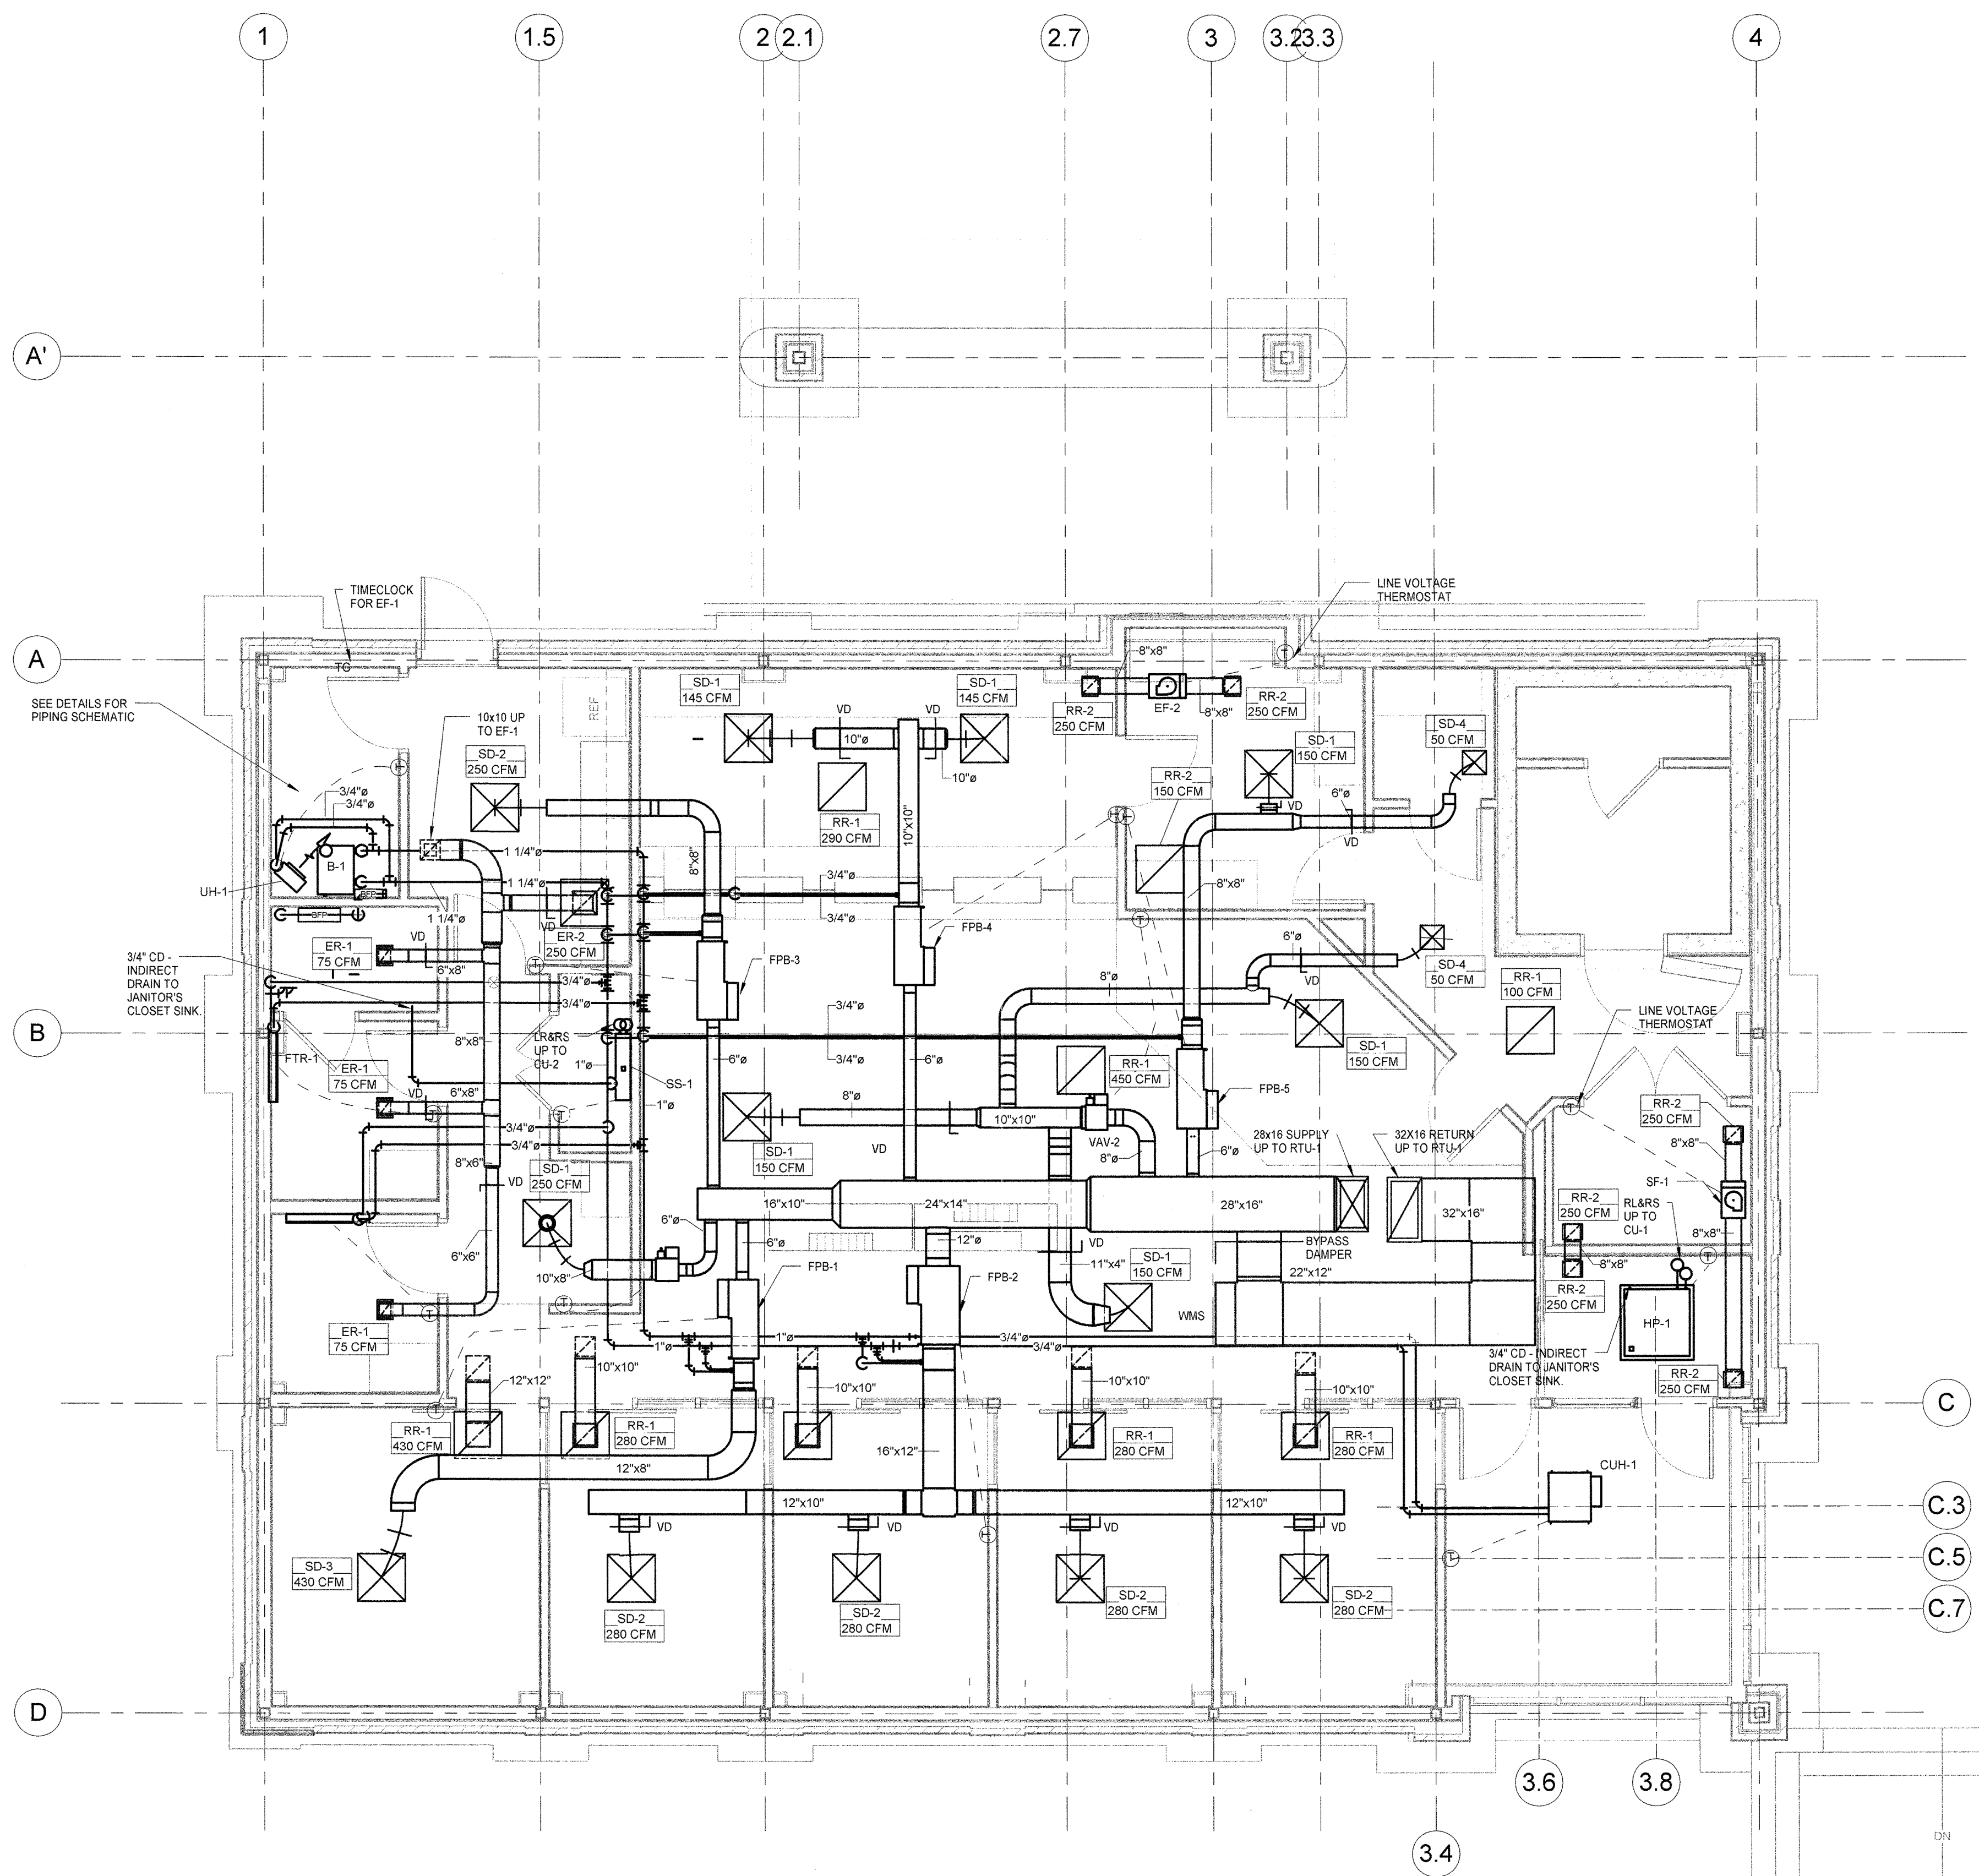 1
1.5
2
2.1
2.7
3
3.2
3.3
4
A'
TIMECLOCK
FOR EF-1
LINE VOLTAGE
THERMOSTAT
A
TC
SEE DETAILS FOR
PIPING SCHEMATIC
10x10 UP
TO EF-1
REF
SD-2
250 CFM
SD-1
145 CFM
VD
VD
SD-1
145 CFM
10"ø
10"ø
8"x8"
RR-2
250 CFM
EF-2
8"x8"
RR-2
250 CFM
SD-1
150 CFM
SD-4
50 CFM
RR-2
150 CFM
VD
6"ø
VD
3/4"ø
3/4"ø
RR-1
290 CFM
10"x10"
B-1
UH-1
BFP
BFP
1 1/4"ø
1 1/4"ø
1 1/4"ø
8"x8"
3/4"ø
3/4"ø
8"x8"
ER-1
75 CFM
VD
6"x8"
VD
ER-2
250 CFM
FPB-3
FPB-4
6"ø
VD
SD-4
50 CFM
3/4" CD -
INDIRECT
DRAIN TO
JANITOR'S
CLOSET SINK.
3/4"ø
3/4"ø
8"ø
RR-1
100 CFM
LINE VOLTAGE
THERMOSTAT
B
3/4"ø
3/4"ø
8"x8"
FTR-1
LR&RS
UP TO
CU-2
1"ø
SS-1
6"ø
6"ø
SD-1
150 CFM
ER-1
75 CFM
VD
6"x8"
RR-1
450 CFM
FPB-5
1"ø
8"ø
10"x10"
VAV-2
8"ø
RR-2
250 CFM
3/4"ø
3/4"ø
SD-1
150 CFM
VD
6"ø
28x16 SUPPLY
UP TO RTU-1
32X16 RETURN
UP TO RTU-1
8"x8"
8"x6"
VD
SD-1
250 CFM
SF-1
RR-2
250 CFM
RL&RS
UP TO
CU-1
16"x10"
24"x14"
28"x16"
32"x16"
8"x8"
6"ø
6"ø
12"ø
VD
BYPASS
DAMPER
6"x6"
10"x8"
FPB-1
FPB-2
11"x4"
SD-1
150 CFM
22"x12"
8"x8"
RR-2
250 CFM
WMS
HP-1
ER-1
75 CFM
1"ø
1"ø
3/4"ø
3/4"ø
3/4" CD - INDIRECT
DRAIN TO JANITOR'S
CLOSET SINK.
RR-2
250 CFM
12"x12"
10"x10"
10"x10"
10"x10"
10"x10"
C
RR-1
430 CFM
RR-1
280 CFM
RR-1
280 CFM
RR-1
280 CFM
16"x12"
12"x8"
CUH-1
12"x10"
12"x10"
C.3
VD
VD
VD
VD
SD-3
430 CFM
C.5
SD-2
280 CFM
SD-2
280 CFM
SD-2
280 CFM
SD-2
280 CFM
C.7
D
3.6
3.8
3.4
DN